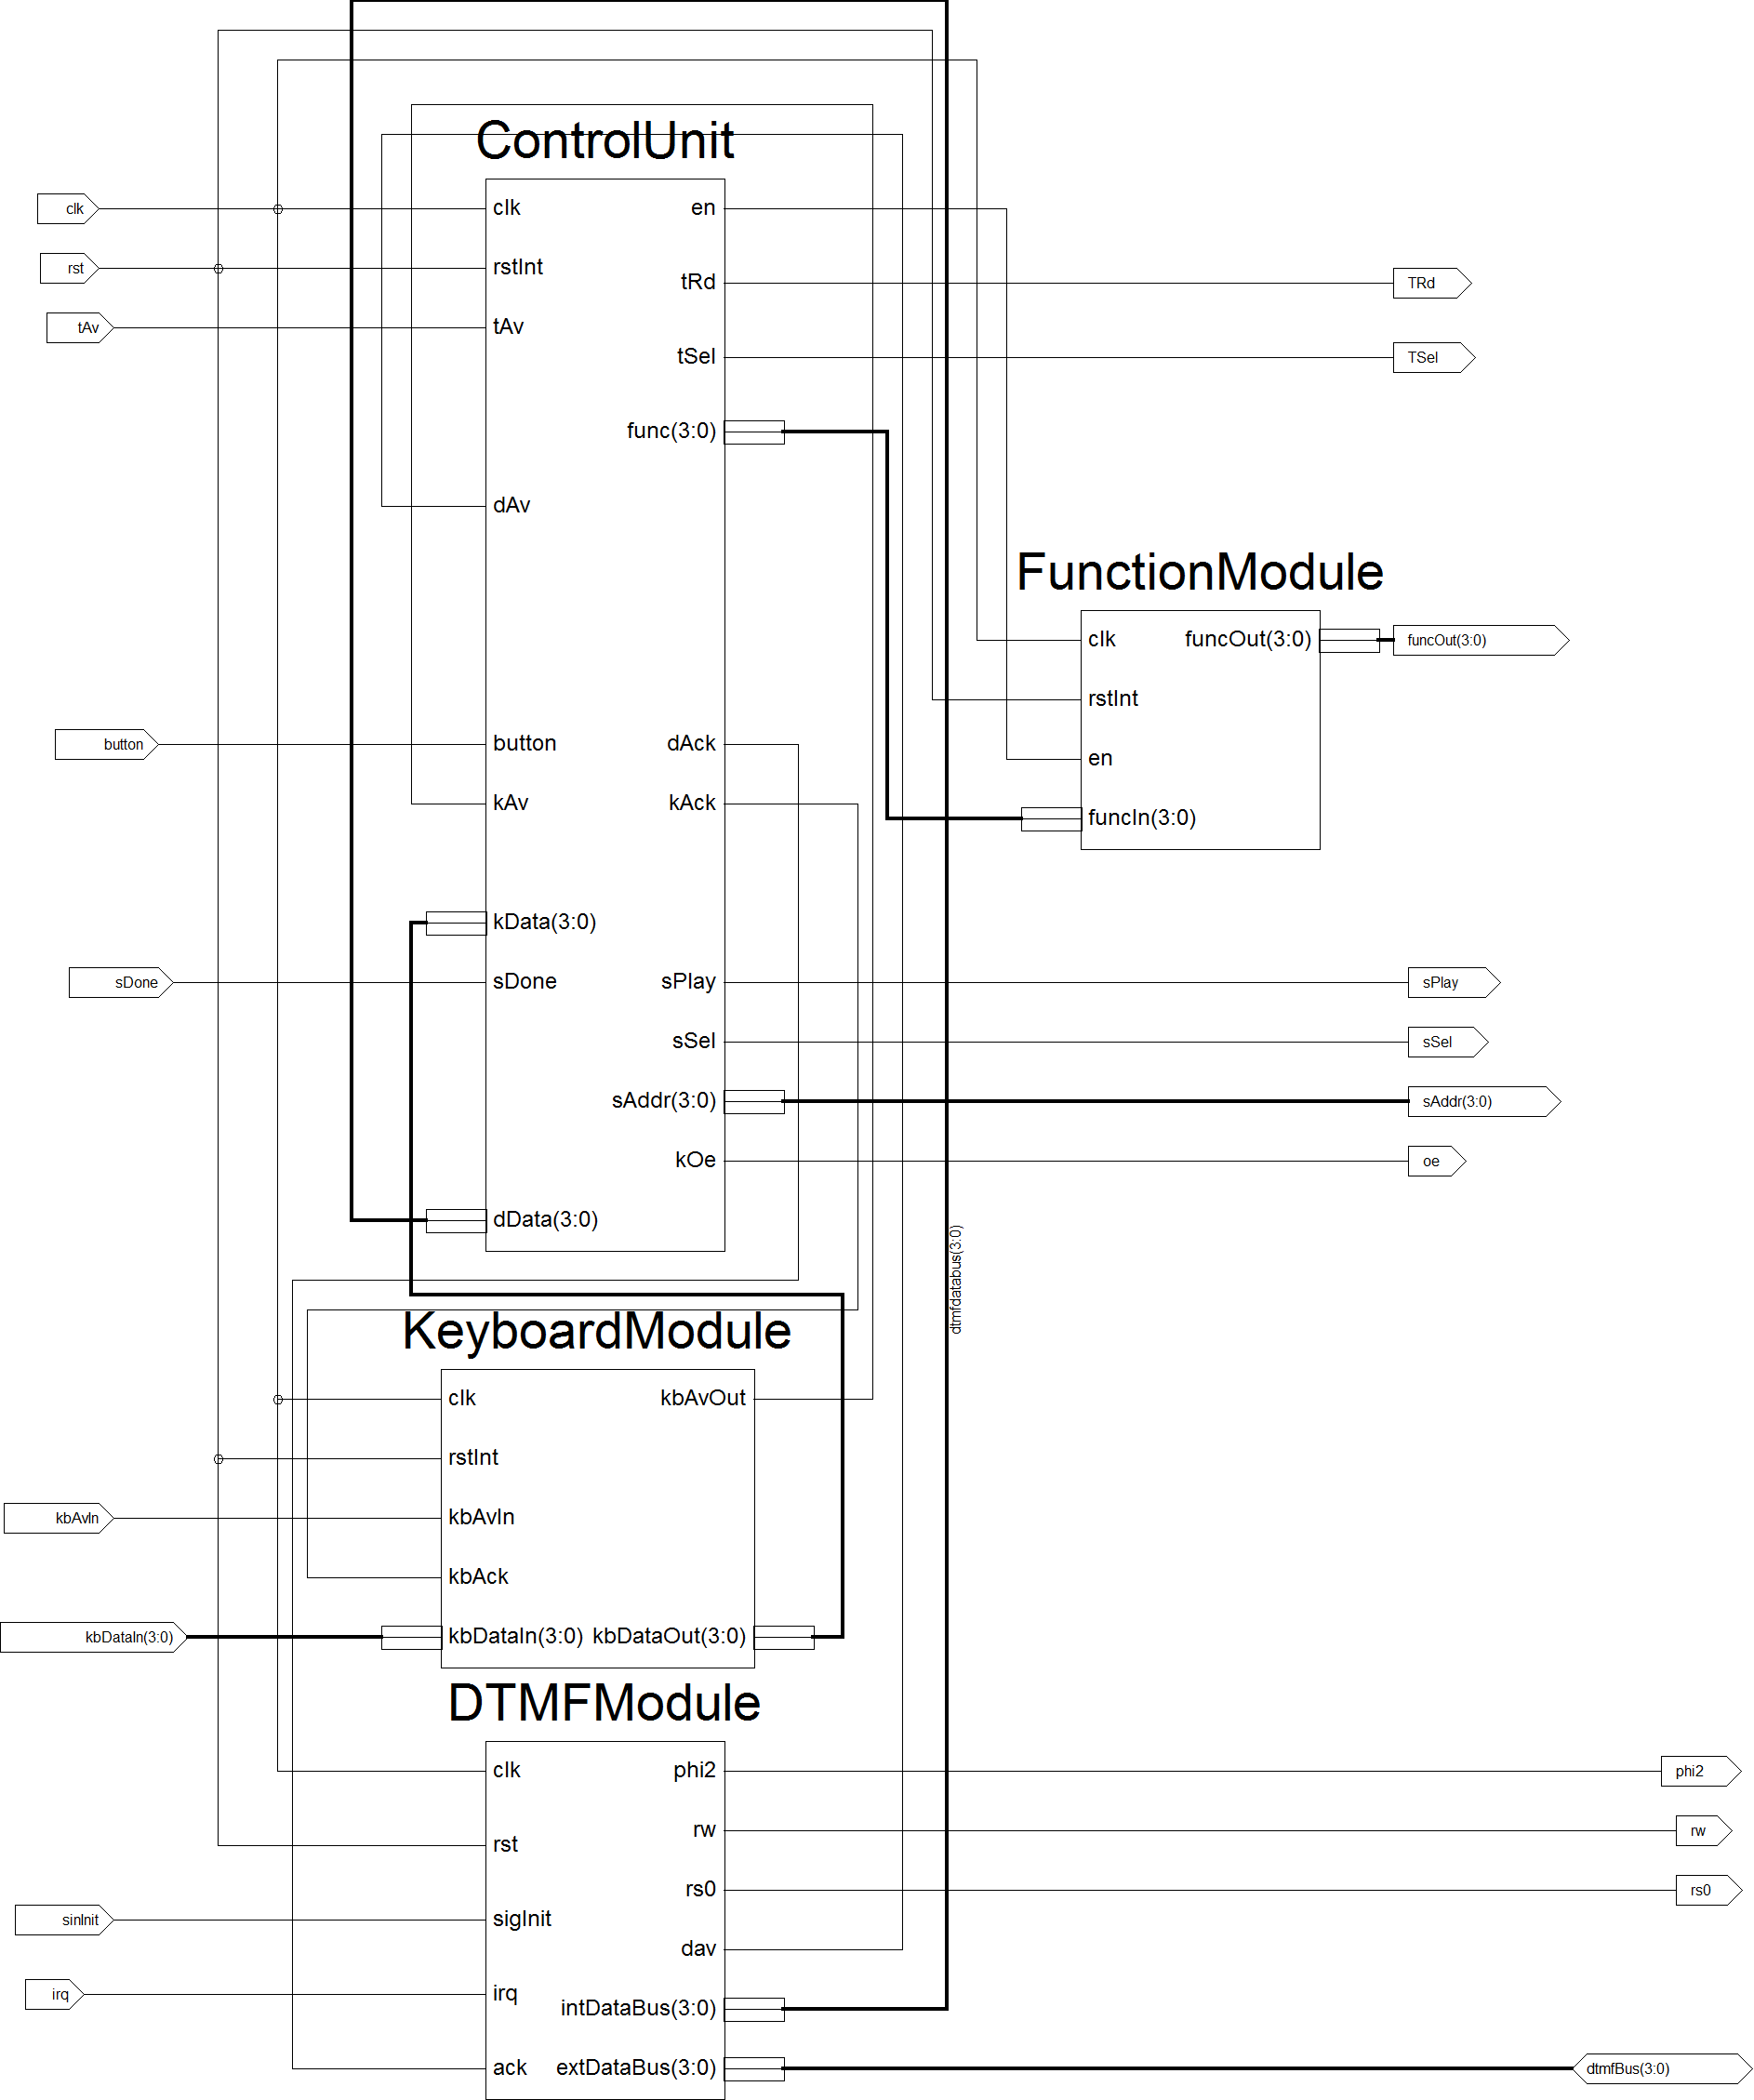 ControlUnit
clk
clk
en
rst
rstInt
tRd
TRd
tAv
tAv
tSel
TSel
func(3:0)
dAv
FunctionModule
clk
funcOut(3:0)
funcOut(3:0)
rstInt
button
button
dAck
en
kAv
kAck
funcIn(3:0)
kData(3:0)
sDone
sDone
sPlay
sPlay
sSel
sSel
sAddr(3:0)
sAddr(3:0)
kOe
oe
dData(3:0)
dtmfdatabus(3:0)
KeyboardModule
clk
kbAvOut
rstInt
kbAvIn
kbAvIn
kbAck
kbDataIn(3:0)
kbDataIn(3:0)
kbDataOut(3:0)
DTMFModule
clk
phi2
phi2
rw
rw
rst
rs0
rs0
sinInit
sigInit
dav
irq
irq
intDataBus(3:0)
ack
extDataBus(3:0)
dtmfBus(3:0)